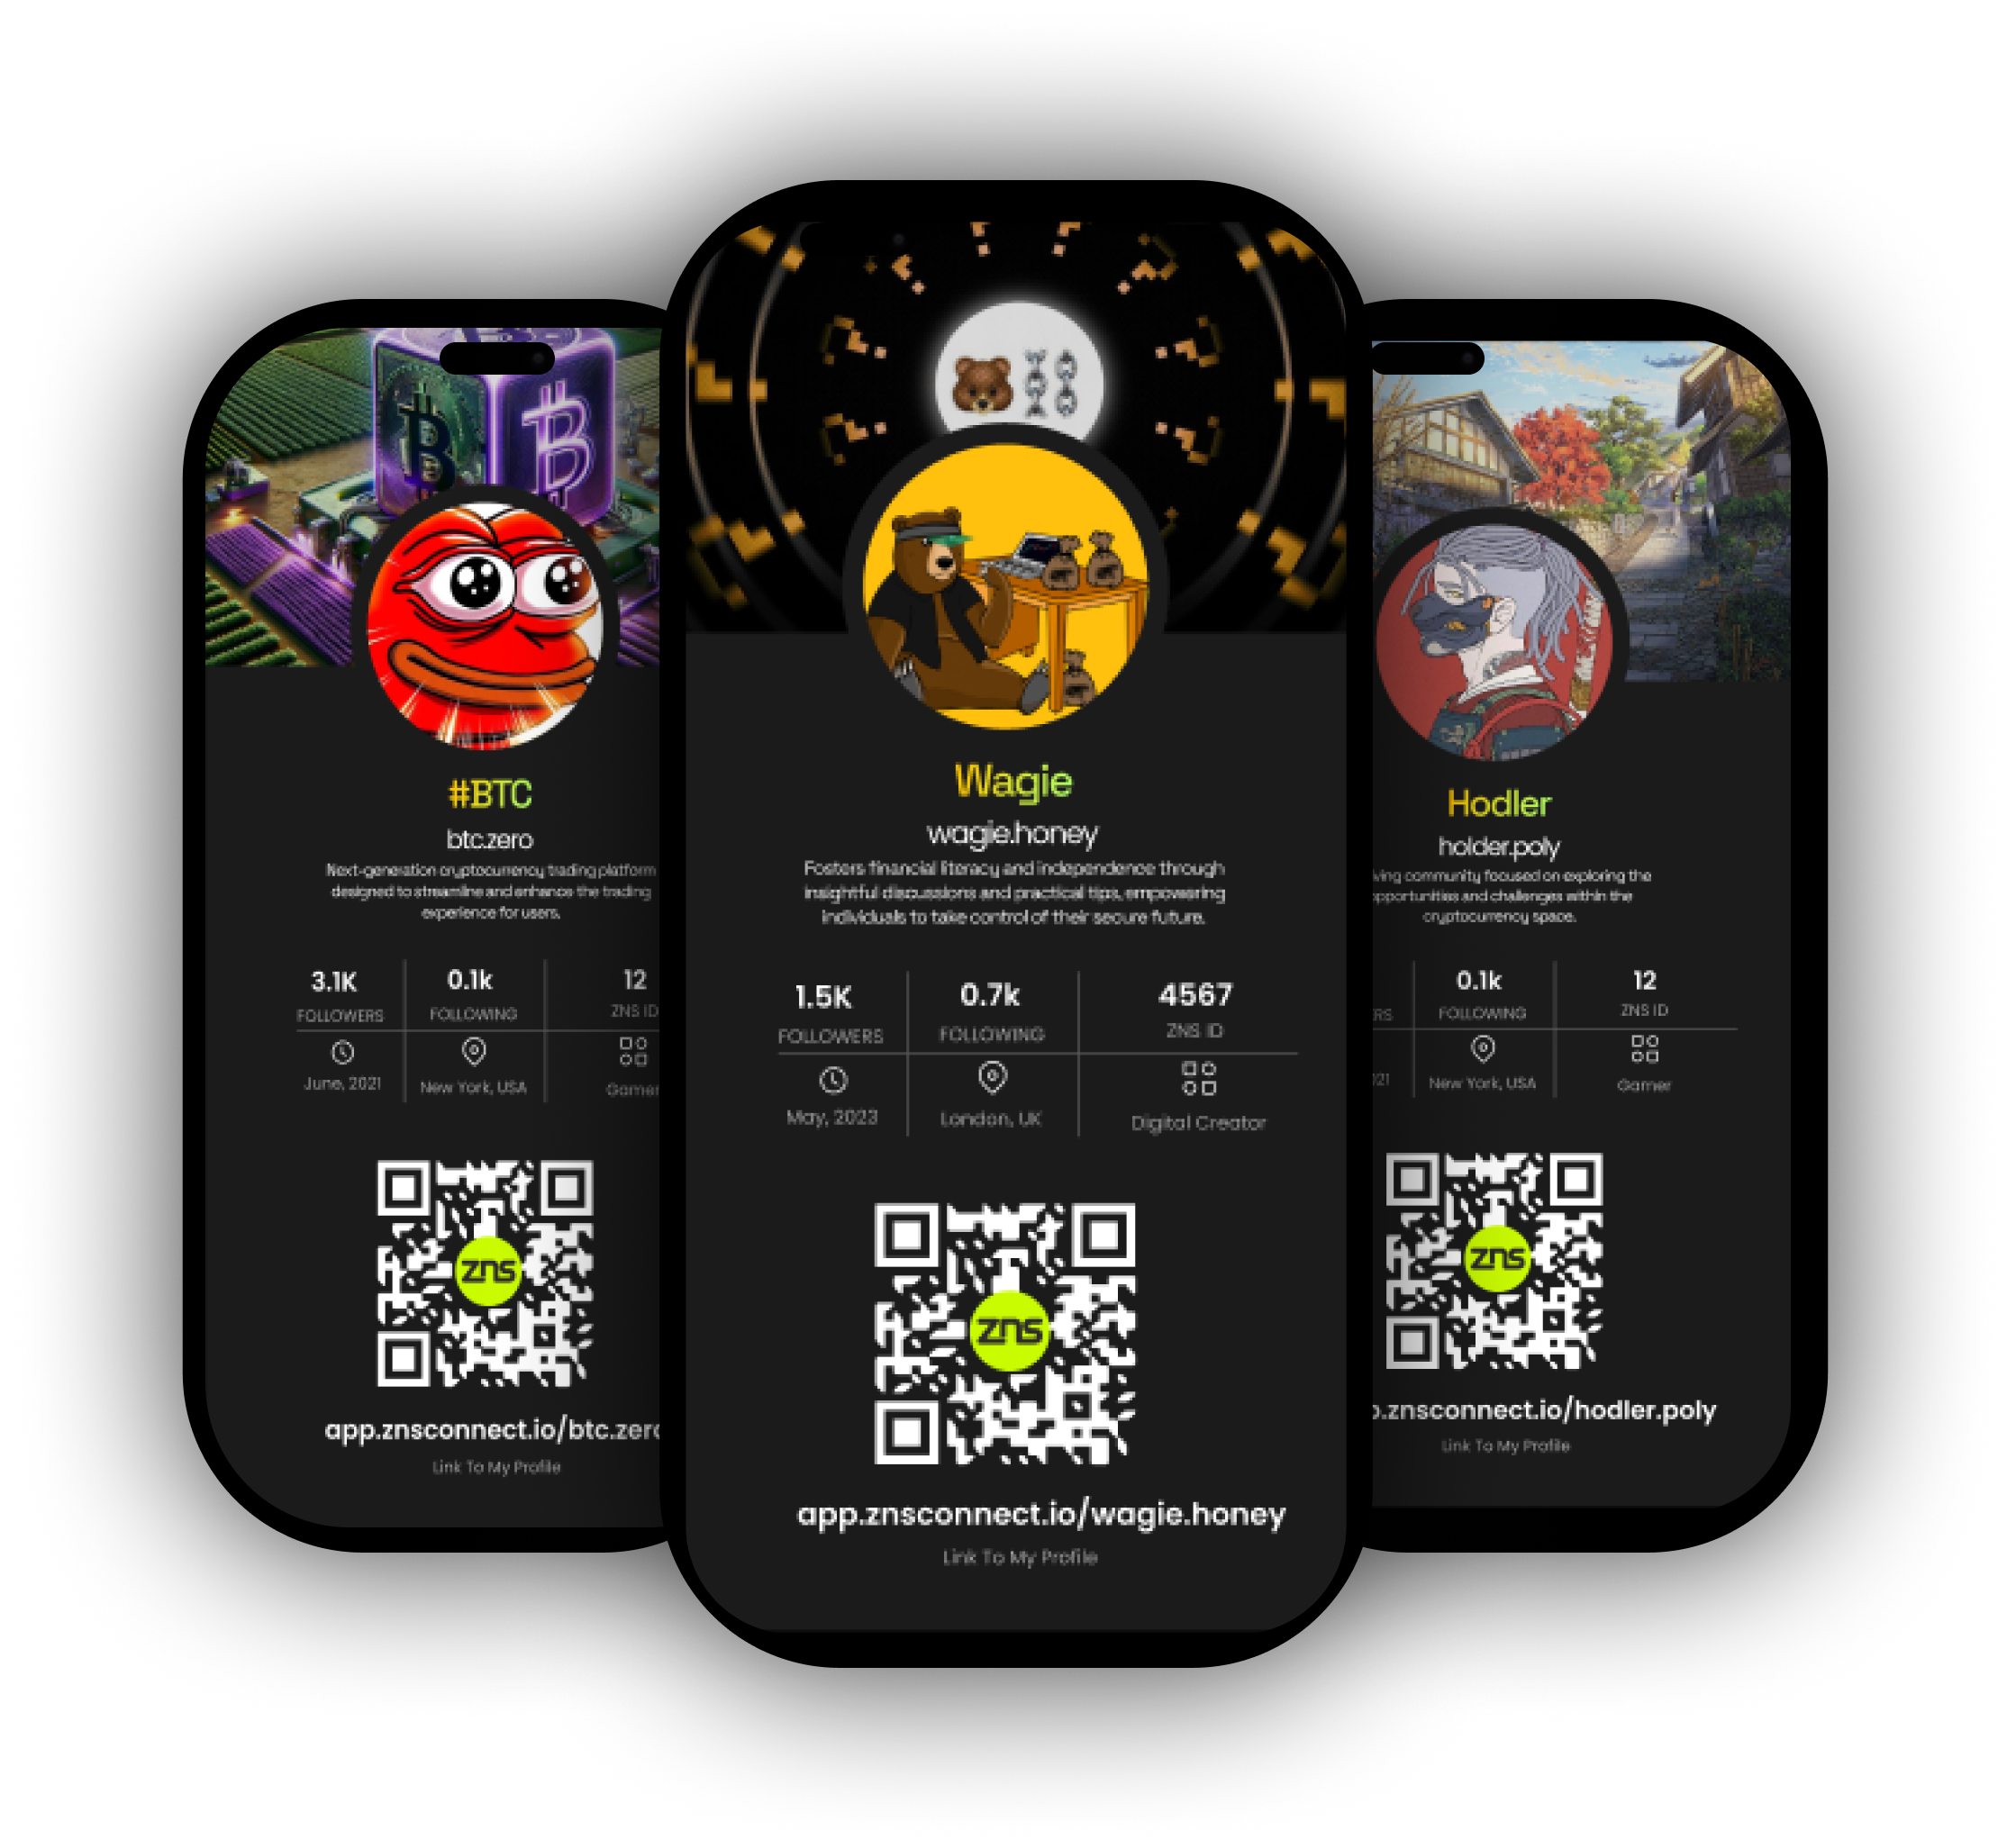 #BTC
btc.zero
Next-generation cryptocurrency trading platform
designed to streamline and enhance the trading
experience for users.
3.1K
0.1k
12
FOLLOWERS
FOLLOWING
ZNS ID
June, 2021
New York, USA
Gamer
zns
app.znsconnect.io/btc.zero
Link To My Profile
Wagie
wagie.honey
Fosters financial literacy and independence through
insightful discussions and practical tips, empowering
individuals to take control of their secure future.
1.5K
0.7k
4567
FOLLOWERS
FOLLOWING
ZNS ID
May, 2023
London, UK
Digital Creator
zns
app.znsconnect.io/wagie.honey
Link To My Profile
Hodler
holder.poly
community focused on exploring the
opportunities and challenges within the
cryptocurrency space.
0.1k
12
FOLLOWING
ZNS ID
New York, USA
Gamer
zns
.znsconnect.io/hodler.poly
Link To My Profile